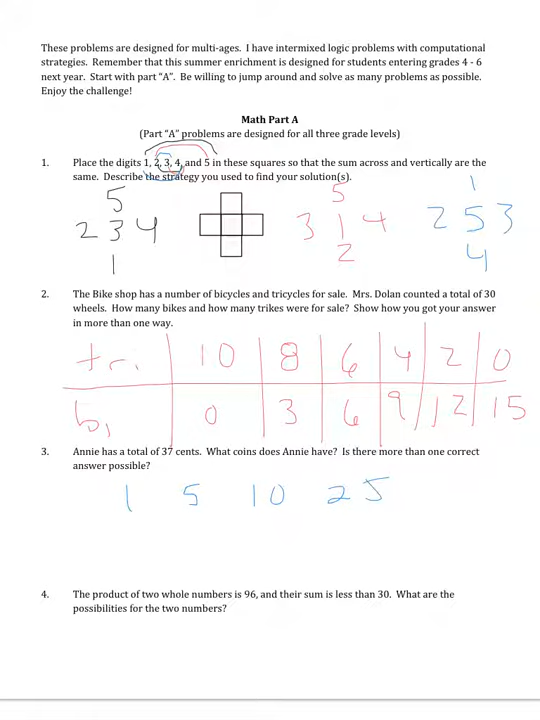 These problems are designed for multi-ages. I have intermixed logic problems with computational
strategies. Remember that this summer enrichment is designed for students entering grades 4 - 6
next year. Start with part “A”. Be willing to jump around and solve as many problems as possible.
Enjoy the challenge!
Math Part A
(Part “A” problems are designed for all three grade levels)
1. Place the digits 1, 2, 3, 4, and 5 in these squares so that the sum across and vertically are the
same. Describe the strategy you used to find your solution(s).
5
2 3 4
1
5
3 1 4
2
1
2 5 3
4
2. The Bike shop has a number of bicycles and tricycles for sale. Mrs. Dolan counted a total of 30
wheels. How many bikes and how many trikes were for sale? Show how you got your answer
in more than one way.
tri. 10 8 6 4 2 0
bi 0 3 6 9 12 15
3. Annie has a total of 37 cents. What coins does Annie have? Is there more than one correct
answer possible?
1 5 10 25
4. The product of two whole numbers is 96, and their sum is less than 30. What are the
possibilities for the two numbers?